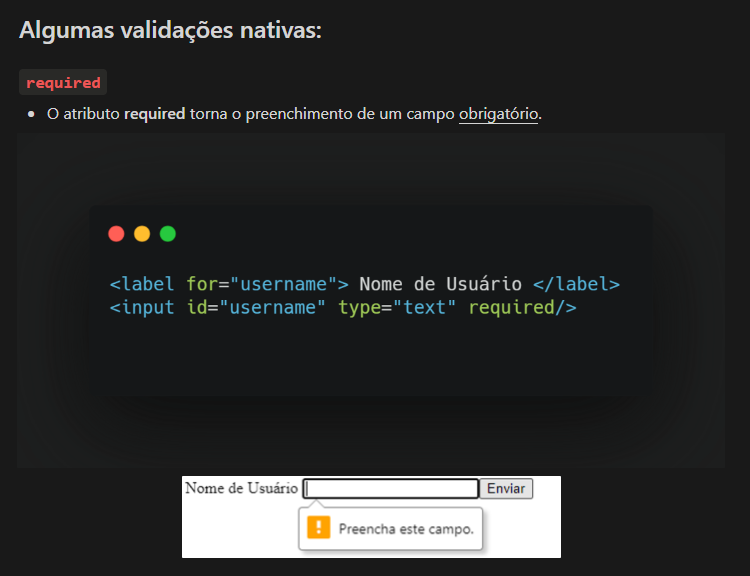 Algumas validações nativas:
required
O atributo required torna o preenchimento de um campo obrigatório.
<label for="username"> Nome de Usuário </label>
<input id="username" type="text" required/>
Nome de Usuário Enviar
Preencha este campo.